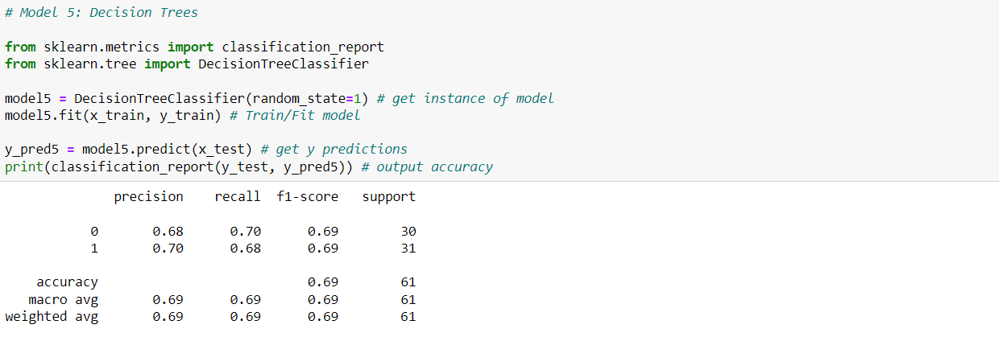 # Model 5: Decision Trees
from sklearn.metrics import classification_report
from sklearn.tree import DecisionTreeClassifier
model5 = DecisionTreeClassifier(random_state=1) # get instance of model
model5.fit(x_train, y_train) # Train/Fit model
y_pred5 = model5.predict(x_test) # get y predictions
print(classification_report(y_test, y_pred5)) # output accuracy
precision recall f1-score support
0 0.68 0.70 0.69 30
1 0.70 0.68 0.69 31
accuracy 0.69 61
macro avg 0.69 0.69 0.69 61
weighted avg 0.69 0.69 0.69 61